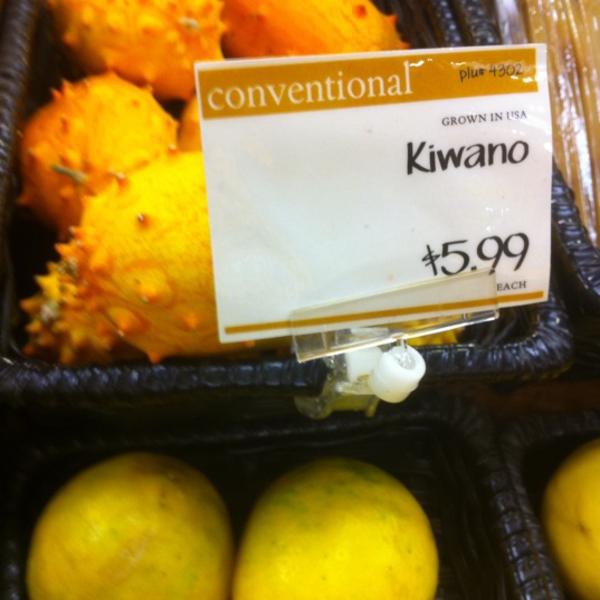 conventional
plu# 4302
GROWN IN USA
Kiwano
$5.99
EACH